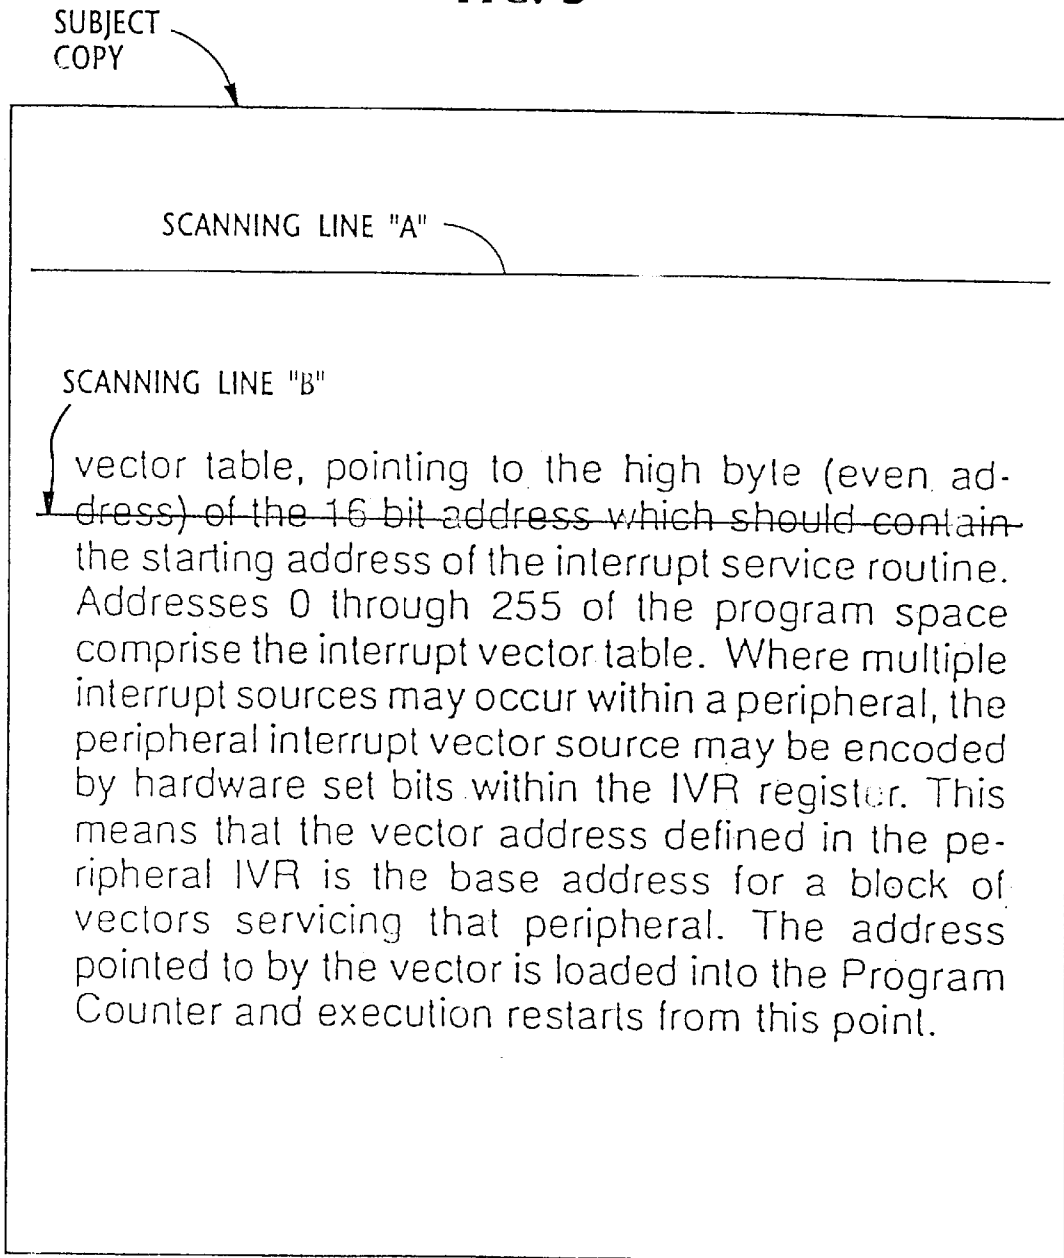 SUBJECT
COPY
SCANNING LINE "A"
SCANNING LINE "B"
vector table, pointing to the high byte (even ad-
dress) of the 16 bit address which should contain
the starting address of the interrupt service routine.
Addresses 0 through 255 of the program space
comprise the interrupt vector table. Where multiple
interrupt sources may occur within a peripheral, the
peripheral interrupt vector source may be encoded
by hardware set bits within the IVR register. This
means that the vector address defined in the pe-
ripheral IVR is the base address for a block of
vectors servicing that peripheral. The address
pointed to by the vector is loaded into the Program
Counter and execution restarts from this point.